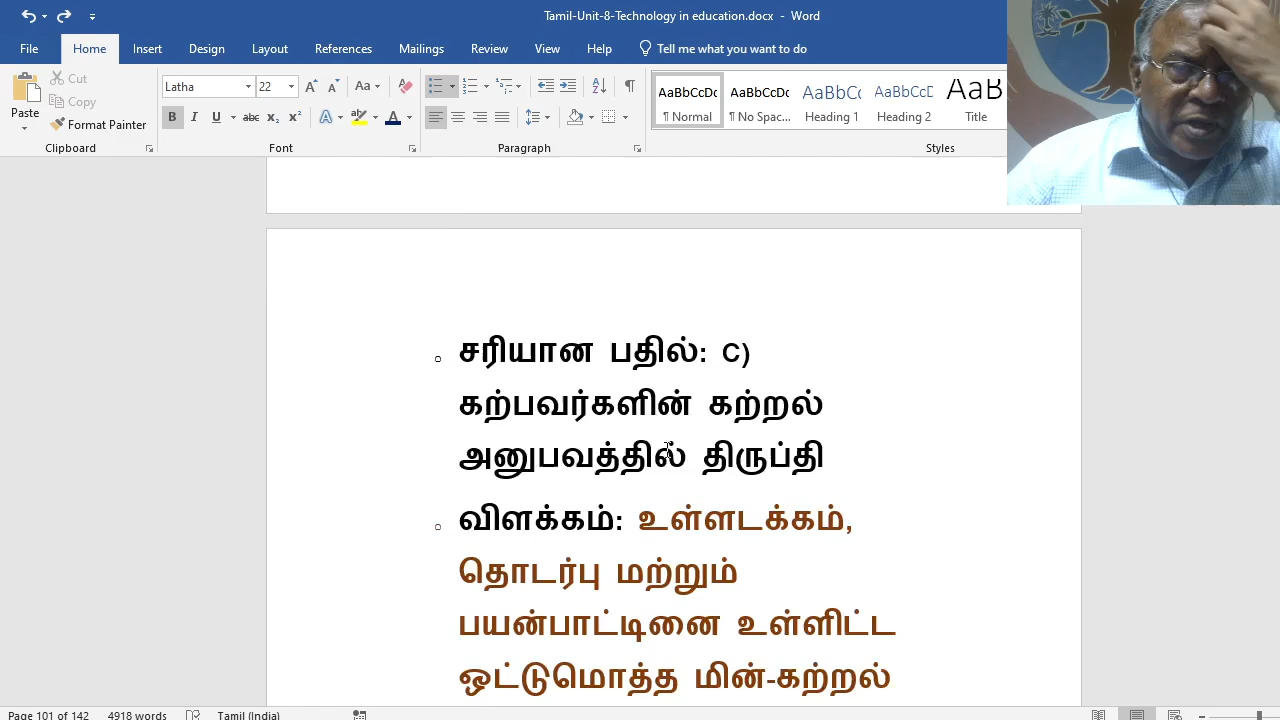 Tamil-Unit-8-Technology in education.docx - Word
File Home Insert Design Layout References Mailings Review View Help Tell me what you want to do
Cut
Copy
Format Painter
Paste
Latha 22
Aa
AaBbCcDc AaBbCcDc AaBbCc AaBbCcD AaB
¶ Normal ¶ No Spac... Heading 1 Heading 2 Title
Clipboard Font Paragraph Styles
சரியான பதில்: C)
கற்பவர்களின் கற்றல்
அனுபவத்தில் திருப்தி
விளக்கம்: உள்ளடக்கம்,
தொடர்பு மற்றும்
பயன்பாட்டினை உள்ளிட்ட
ஒட்டுமொத்த மின்-கற்றல்
Page 101 of 142 4918 words Tamil (India)